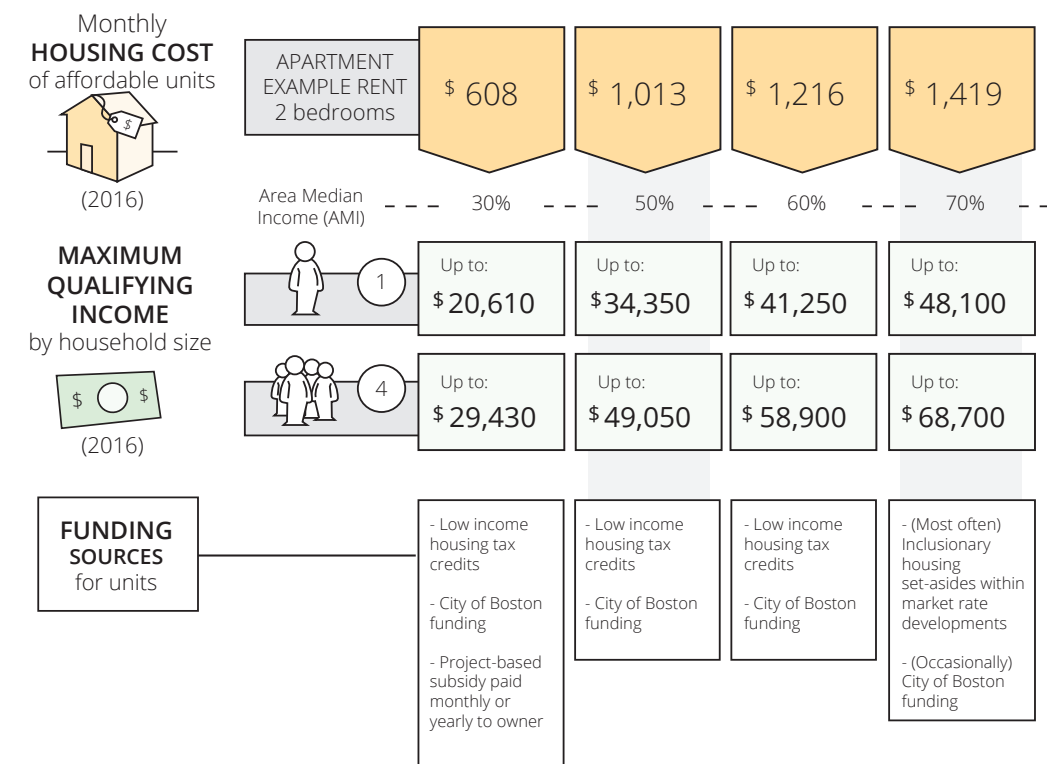 Monthly
HOUSING COST
of affordable units
$
(2016)
APARTMENT
EXAMPLE RENT
2 bedrooms
$ 608
$ 1,013
$ 1,216
$ 1,419
Area Median
Income (AMI)
30%
50%
60%
70%
MAXIMUM
QUALIFYING
INCOME
by household size
$ $
(2016)
1
Up to:
$ 20,610
Up to:
$ 34,350
Up to:
$ 41,250
Up to:
$ 48,100
4
Up to:
$ 29,430
Up to:
$ 49,050
Up to:
$ 58,900
Up to:
$ 68,700
FUNDING
SOURCES
for units
- Low income
housing tax
credits
- City of Boston
funding
- Project-based
subsidy paid
monthly or
yearly to owner
- Low income
housing tax
credits
- City of Boston
funding
- Low income
housing tax
credits
- City of Boston
funding
- (Most often)
Inclusionary
housing
set-asides within
market rate
developments
- (Occasionally)
City of Boston
funding